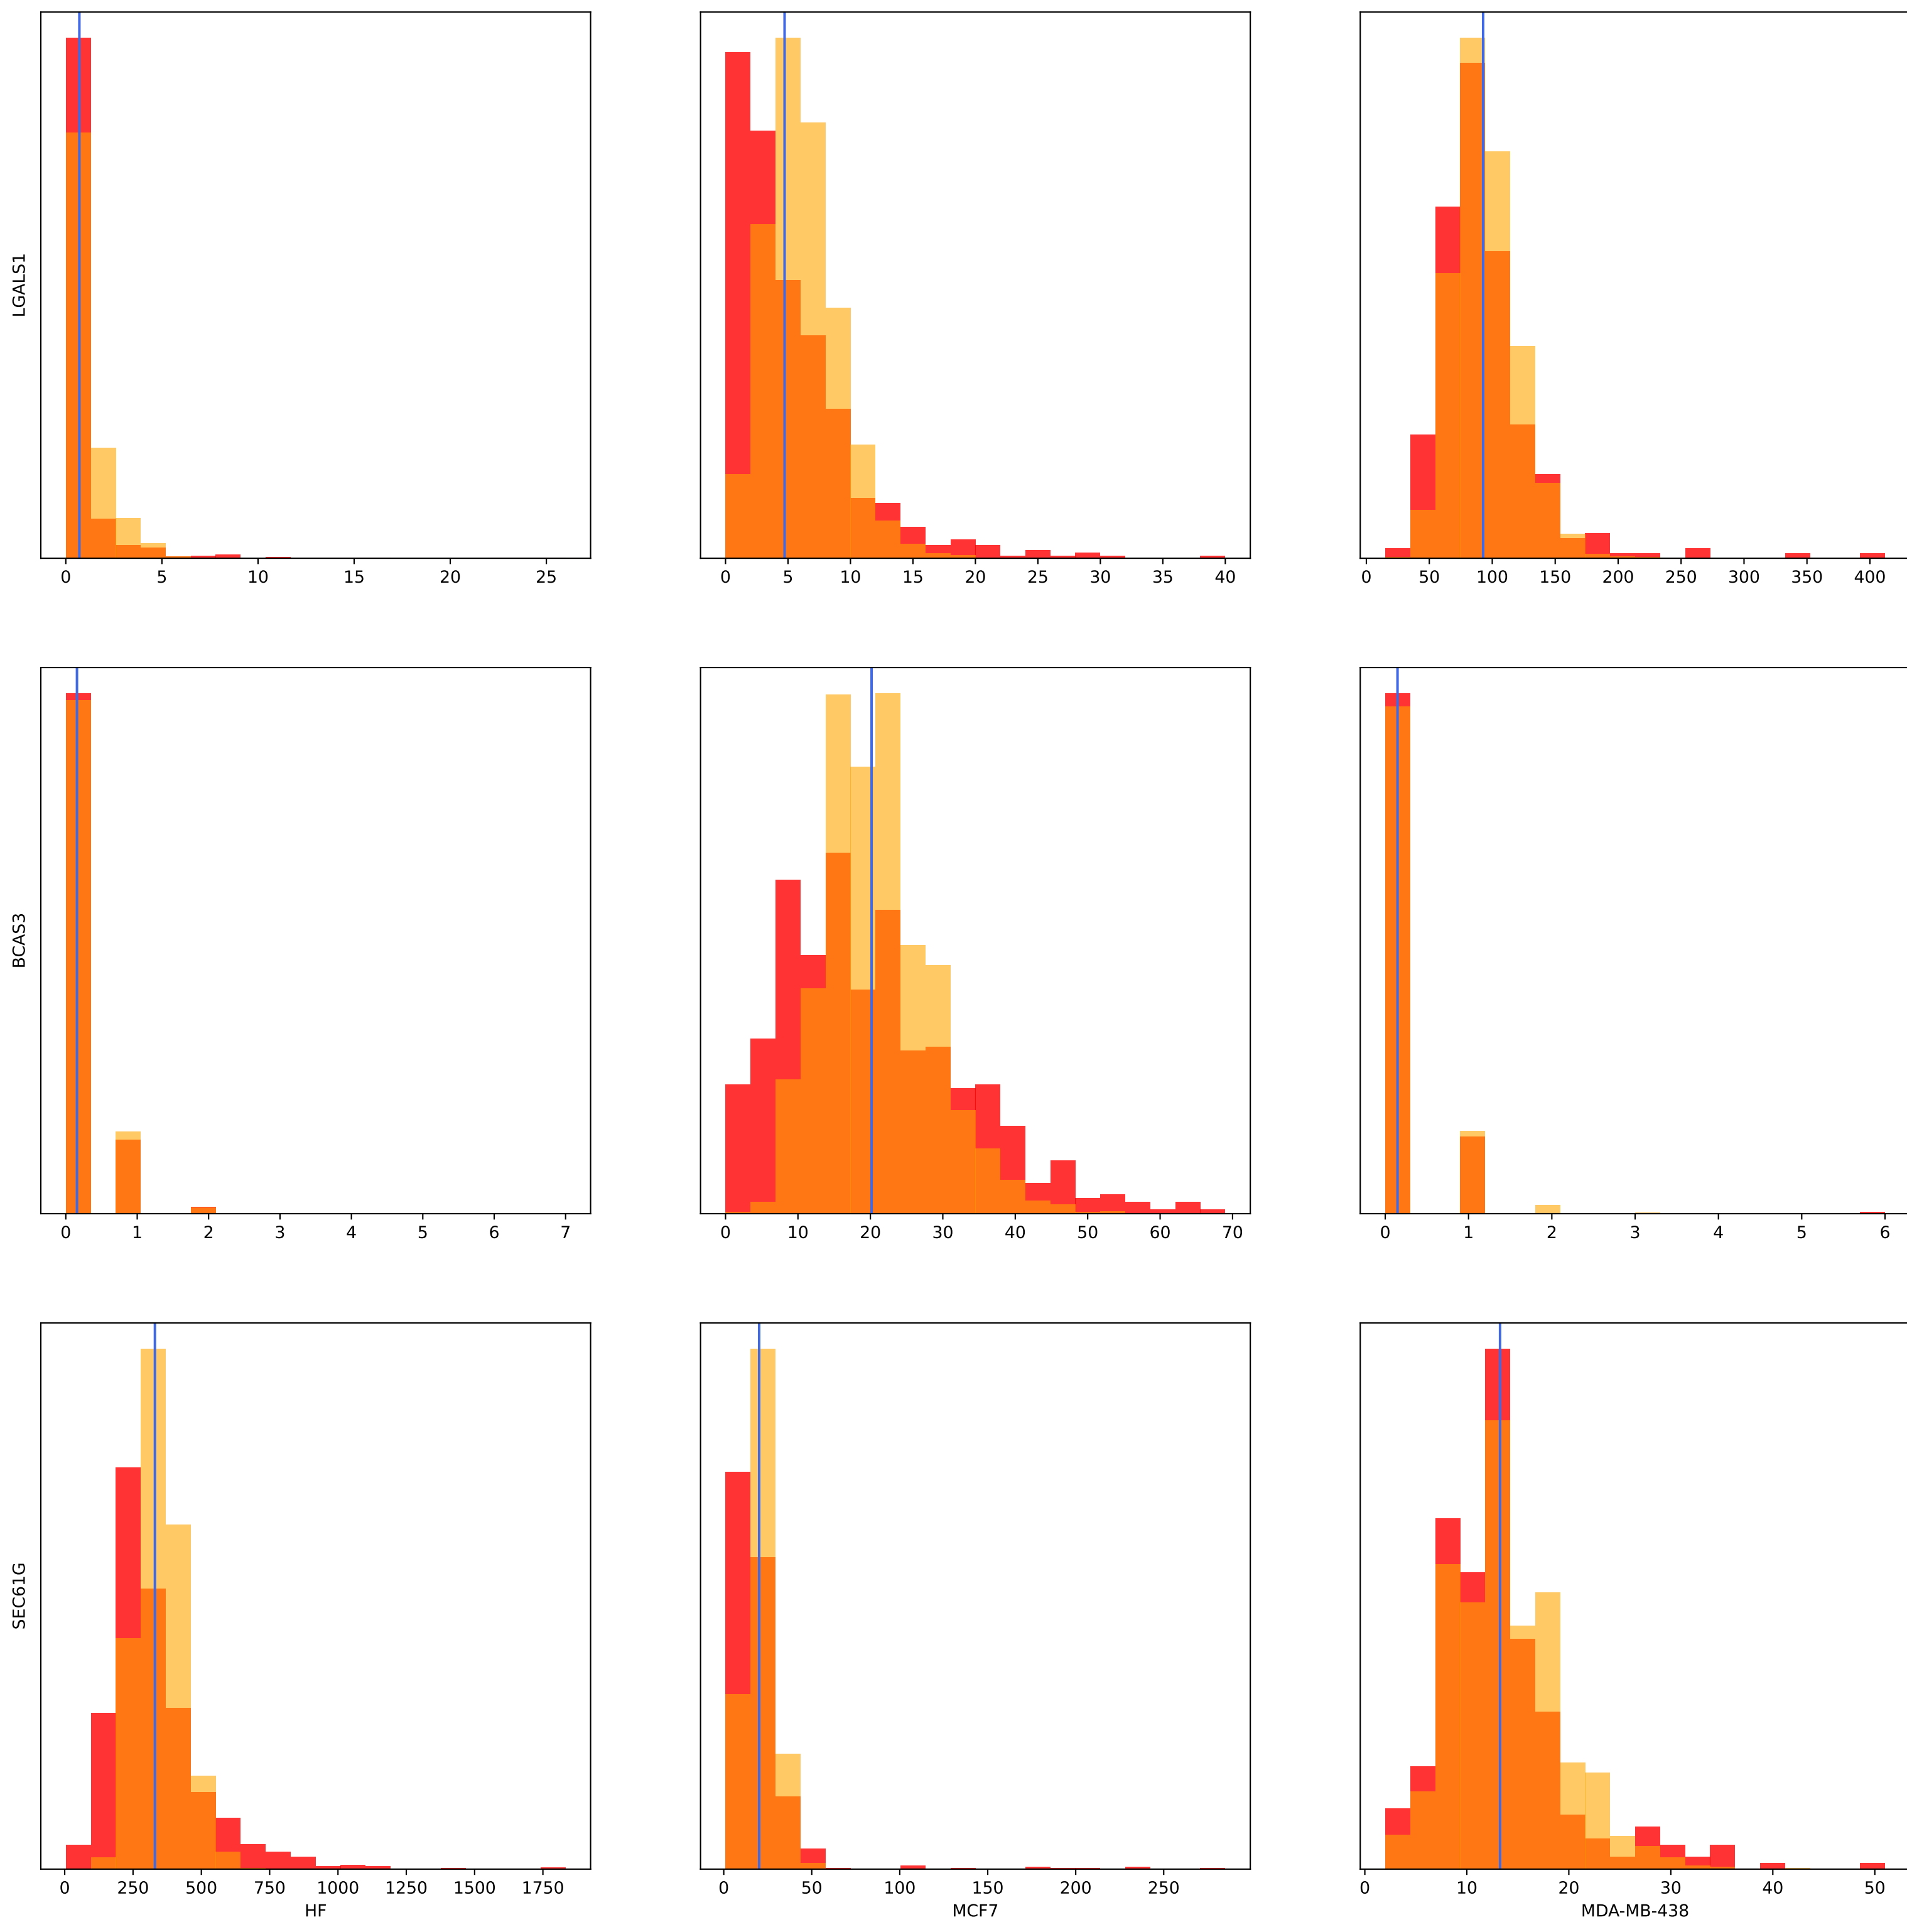 LGALS1
0 5 10 15 20 25
0 5 10 15 20 25 30 35 40
0 50 100 150 200 250 300 350 400
BCAS3
0 1 2 3 4 5 6 7
0 10 20 30 40 50 60 70
0 1 2 3 4 5 6
SEC61G
0 250 500 750 1000 1250 1500 1750
HF
0 50 100 150 200 250
MCF7
0 10 20 30 40 50
MDA-MB-438